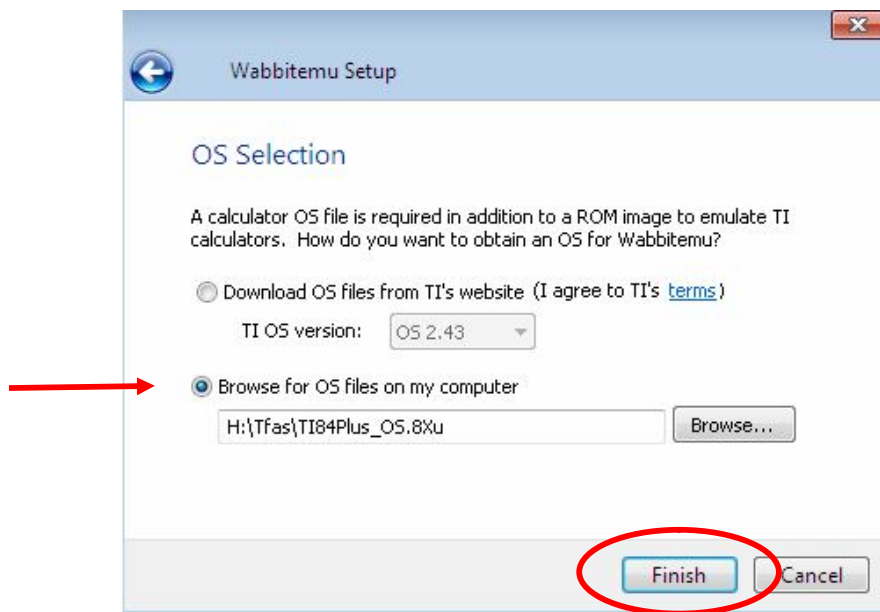 Wabbitemu Setup
OS Selection
A calculator OS file is required in addition to a ROM image to emulate TI
calculators. How do you want to obtain an OS for Wabbitemu?
Download OS files from TI's website (I agree to TI's terms)
TI OS version: OS 2.43
Browse for OS files on my computer
H:\Tfas\TI84Plus_OS.8Xu Browse...
Finish Cancel